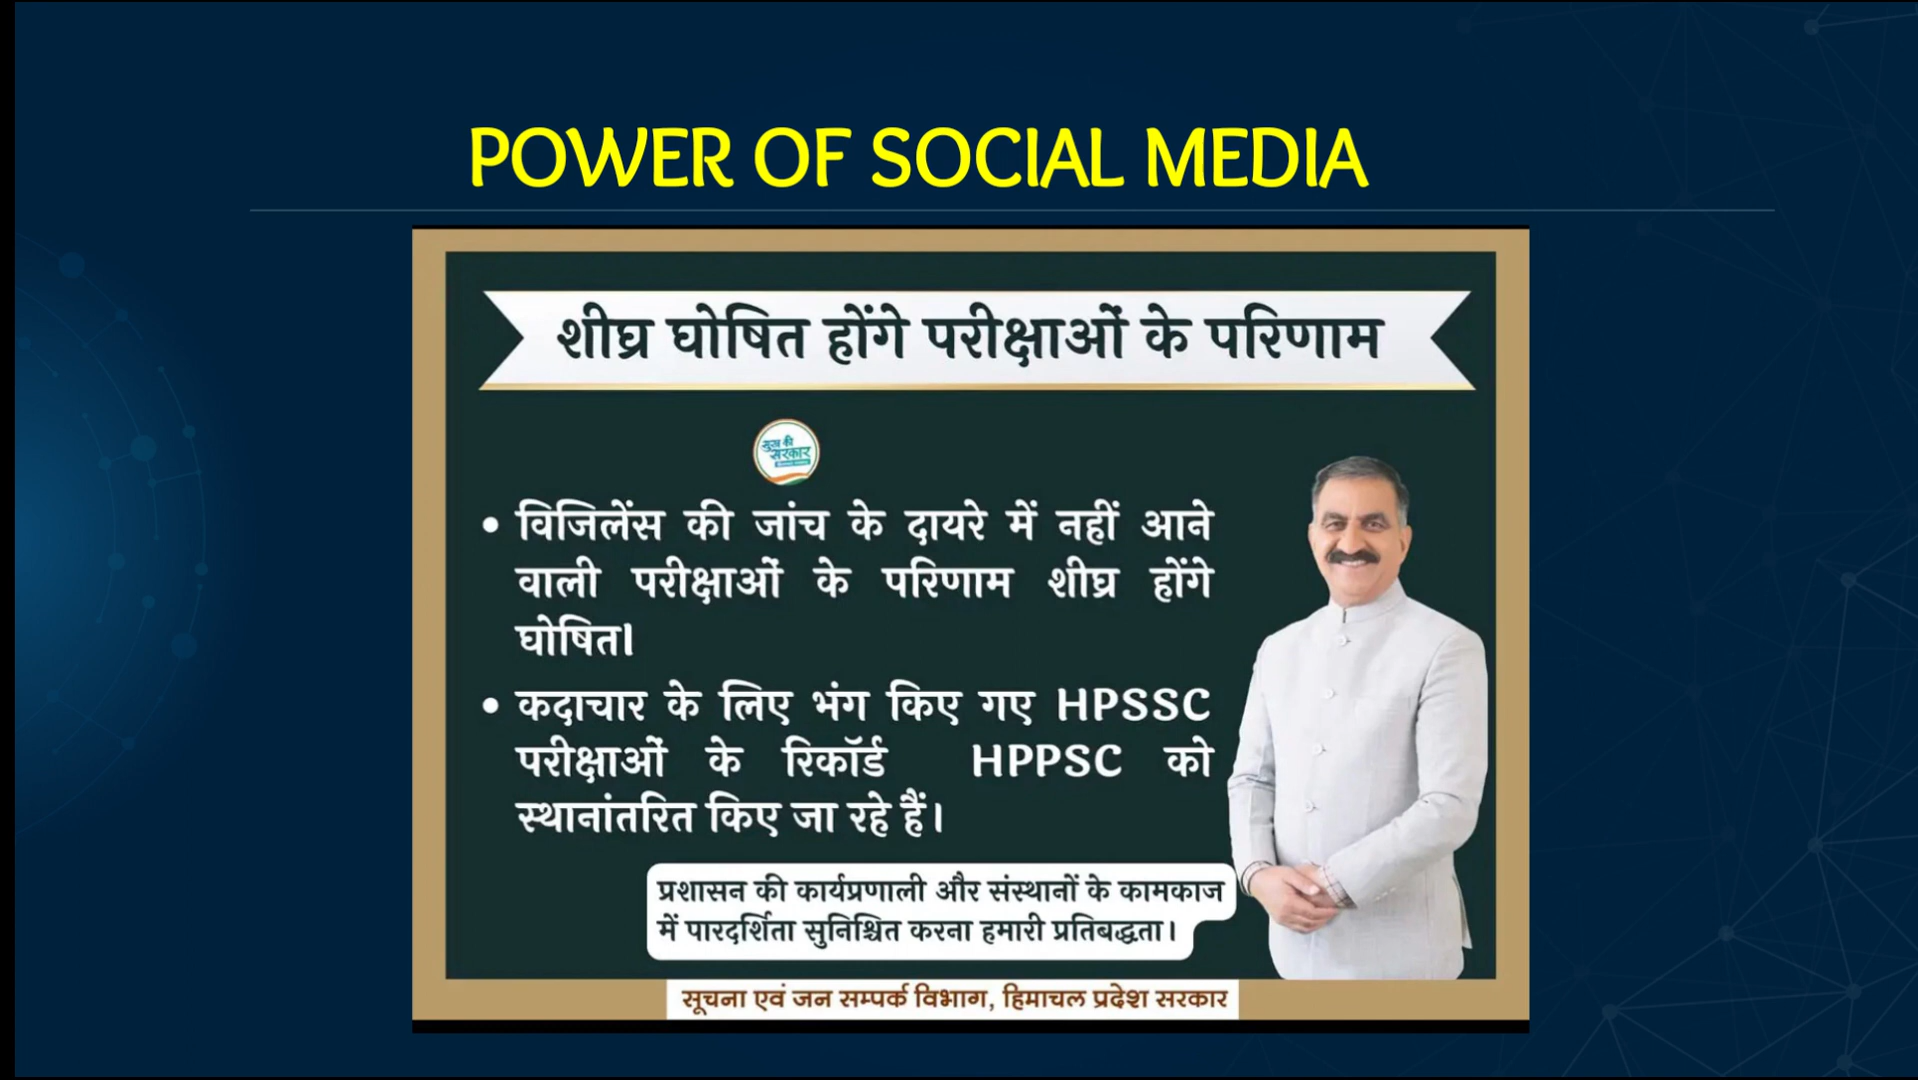 POWER OF SOCIAL MEDIA
शीघ्र घोषित होंगे परीक्षाओं के परिणाम
सुख की
सरकार
• विजिलेंस की जांच के दायरे में नहीं आने
वाली परीक्षाओं के परिणाम शीघ्र होंगे
घोषित।
• कदाचार के लिए भंग किए गए HPSSC
परीक्षाओं के रिकॉर्ड HPPSC को
स्थानांतरित किए जा रहे हैं।
प्रशासन की कार्यप्रणाली और संस्थानों के कामकाज
में पारदर्शिता सुनिश्चित करना हमारी प्रतिबद्धता।
सूचना एवं जन सम्पर्क विभाग, हिमाचल प्रदेश सरकार